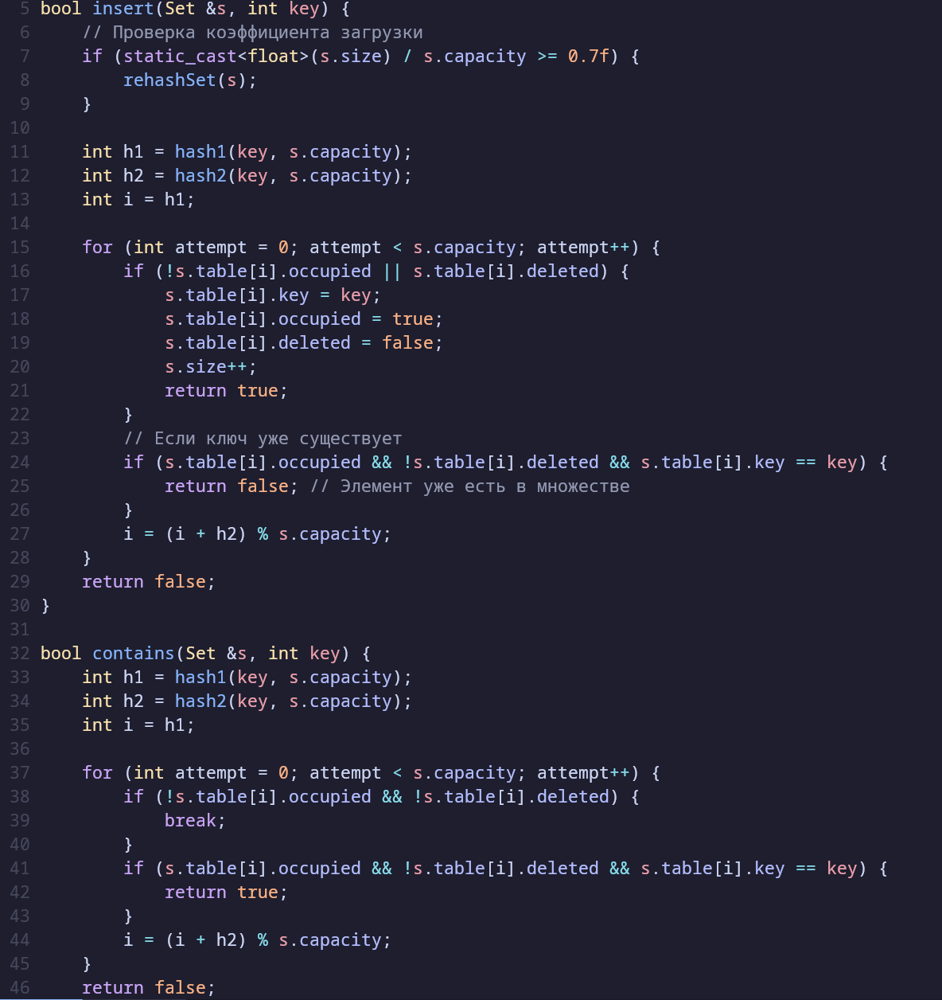 5 bool insert(Set &s, int key) {
6     // Проверка коэффициента загрузки
7     if (static_cast<float>(s.size) / s.capacity >= 0.7f) {
8         rehashSet(s);
9     }
10
11     int h1 = hash1(key, s.capacity);
12     int h2 = hash2(key, s.capacity);
13     int i = h1;
14
15     for (int attempt = 0; attempt < s.capacity; attempt++) {
16         if (!s.table[i].occupied || s.table[i].deleted) {
17             s.table[i].key = key;
18             s.table[i].occupied = true;
19             s.table[i].deleted = false;
20             s.size++;
21             return true;
22         }
23         // Если ключ уже существует
24         if (s.table[i].occupied && !s.table[i].deleted && s.table[i].key == key) {
25             return false; // Элемент уже есть в множестве
26         }
27         i = (i + h2) % s.capacity;
28     }
29     return false;
30 }
31
32 bool contains(Set &s, int key) {
33     int h1 = hash1(key, s.capacity);
34     int h2 = hash2(key, s.capacity);
35     int i = h1;
36
37     for (int attempt = 0; attempt < s.capacity; attempt++) {
38         if (!s.table[i].occupied && !s.table[i].deleted) {
39             break;
40         }
41         if (s.table[i].occupied && !s.table[i].deleted && s.table[i].key == key) {
42             return true;
43         }
44         i = (i + h2) % s.capacity;
45     }
46     return false;